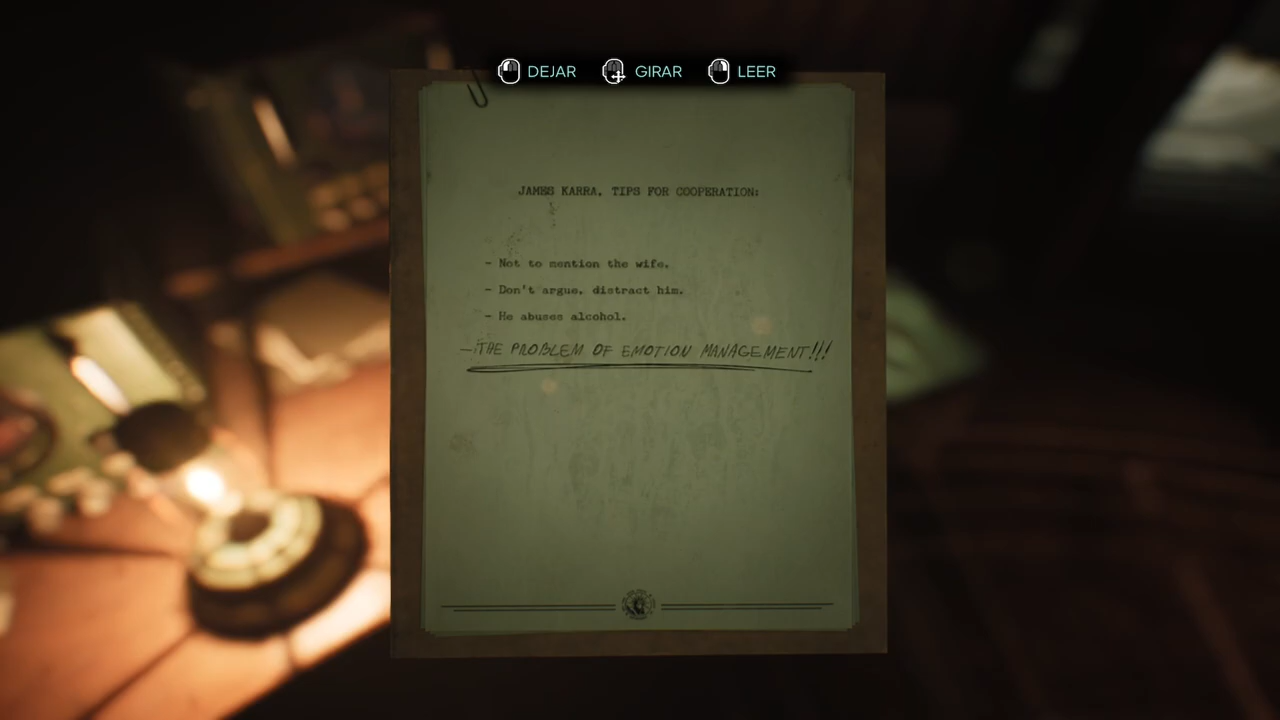 DEJAR GIRAR LEER
JAMES KARRA. TIPS FOR COOPERATION:
- Not to mention the wife.
- Don't argue. distract him.
- He abuses alcohol.
- THE PROBLEM OF EMOTION MANAGEMENT!!!